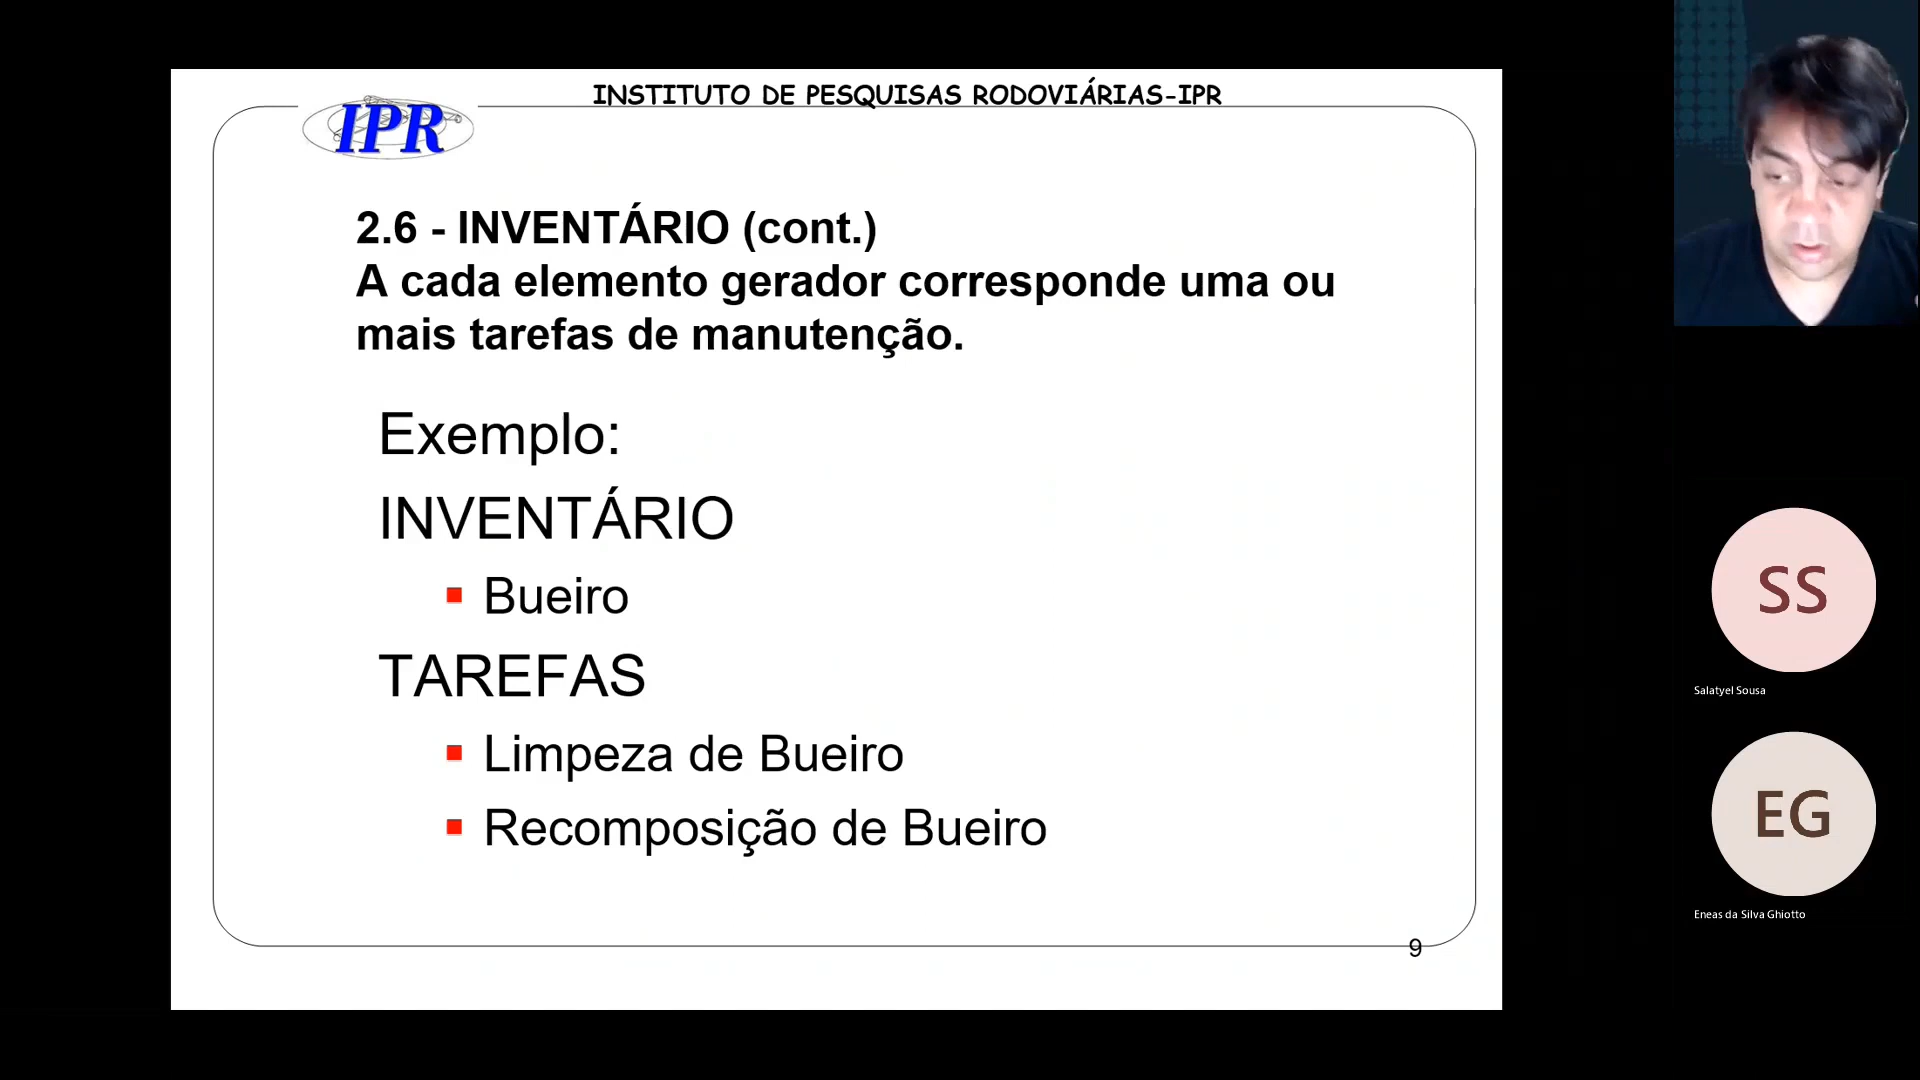 INSTITUTO DE PESQUISAS RODOVIÁRIAS-IPR
IPR
2.6 - INVENTÁRIO (cont.)
A cada elemento gerador corresponde uma ou
mais tarefas de manutenção.
Exemplo:
INVENTÁRIO
Bueiro
TAREFAS
Limpeza de Bueiro
Recomposição de Bueiro
9
SS
Salatyel Sousa
EG
Eneas da Silva Ghiotto